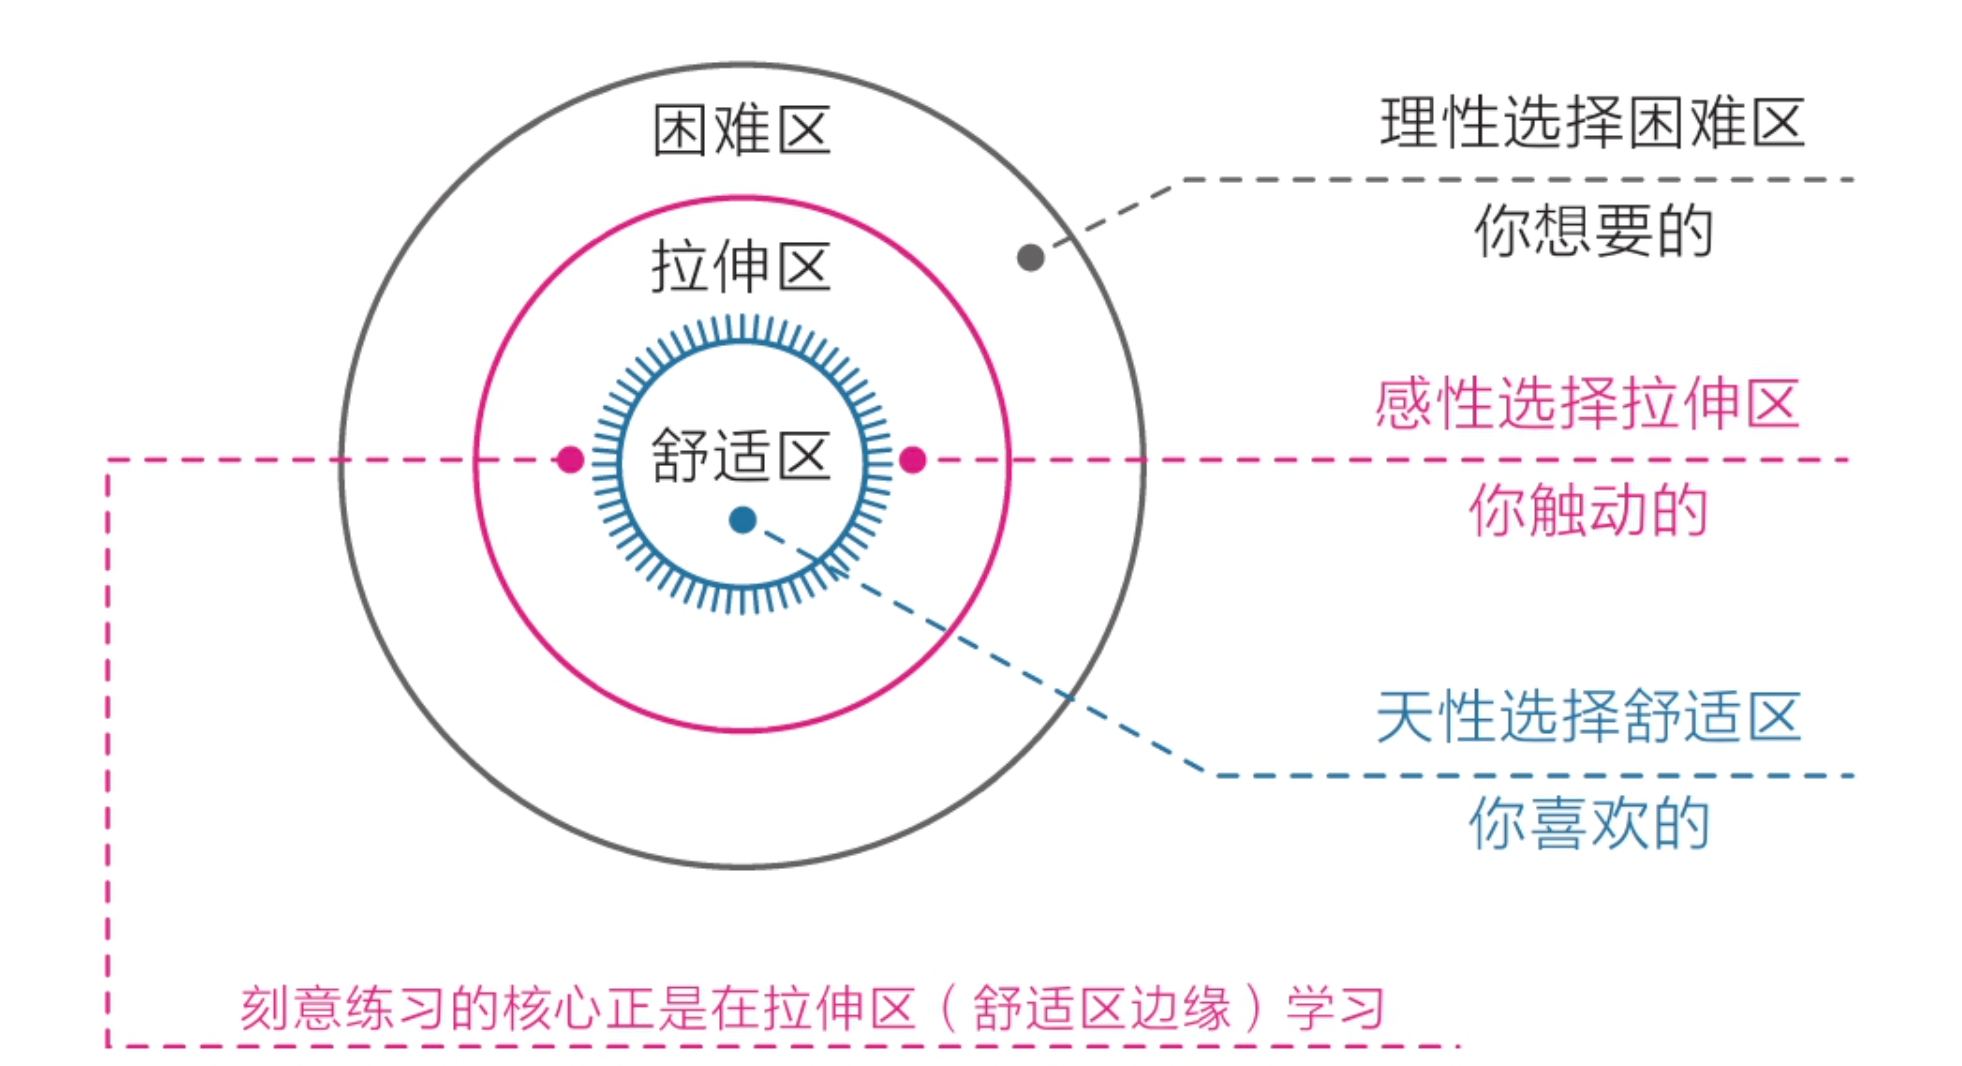 困难区
拉伸区
舒适区
理性选择困难区
你想要的
感性选择拉伸区
你触动的
天性选择舒适区
你喜欢的
刻意练习的核心正是在拉伸区（舒适区边缘）学习